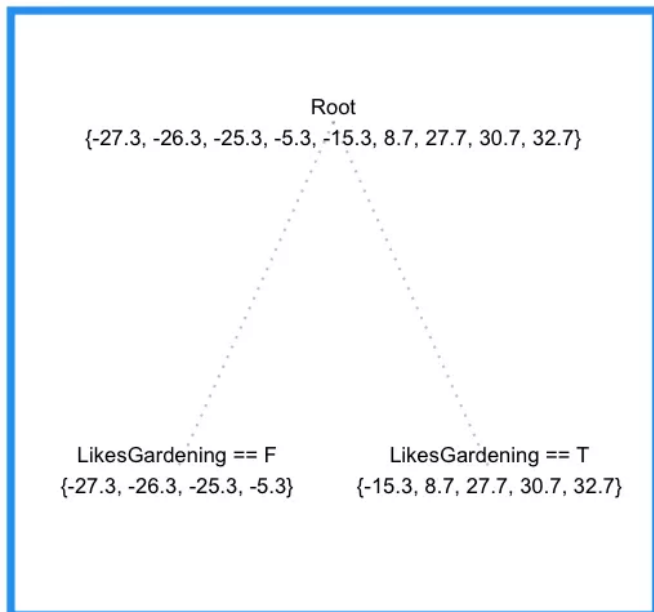 Root
{-27.3, -26.3, -25.3, -5.3, -15.3, 8.7, 27.7, 30.7, 32.7}
LikesGardening == F
{-27.3, -26.3, -25.3, -5.3}
LikesGardening == T
{-15.3, 8.7, 27.7, 30.7, 32.7}